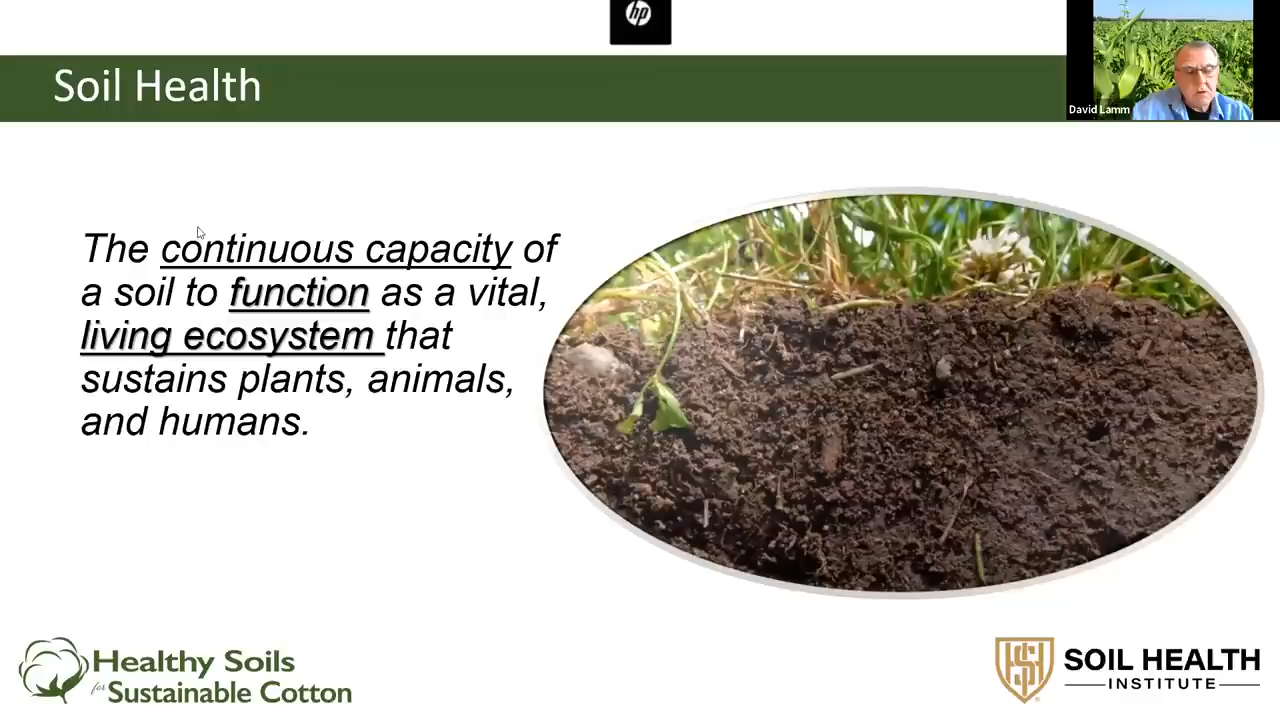 hp
Soil Health
David Lamm
The continuous capacity of
a soil to function as a vital,
living ecosystem that
sustains plants, animals,
and humans.
Healthy Soils
for Sustainable Cotton
SOIL HEALTH
INSTITUTE